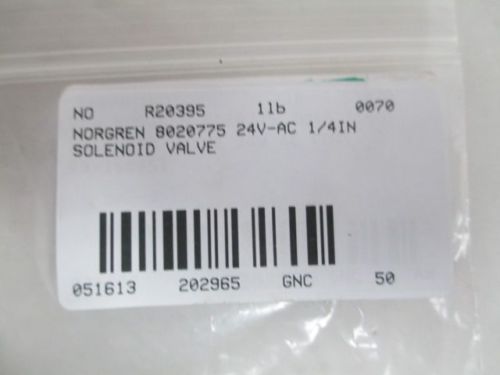 NO R20395 1lb 0070
NORGREN 8020775 24V-AC 1/4IN
SOLENOID VALVE
051613 202965 GNC 50